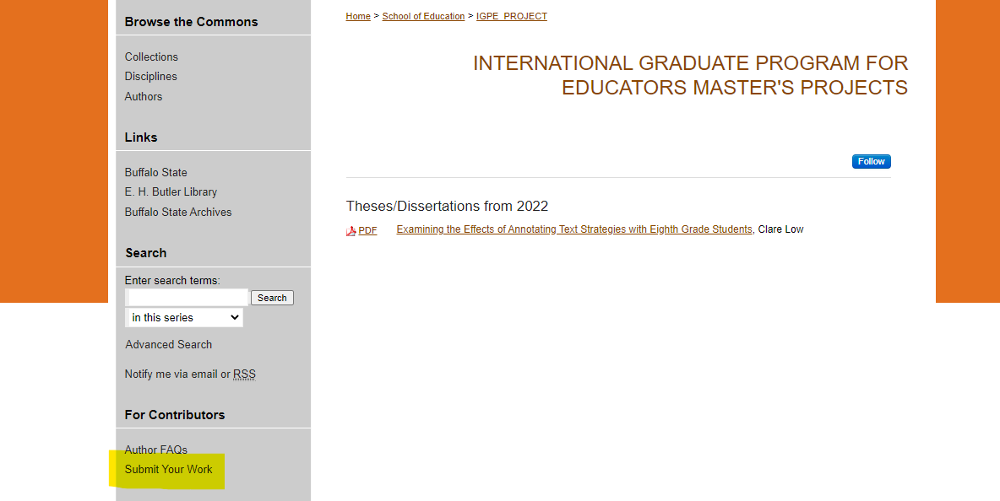 Browse the Commons
Collections
Disciplines
Authors
Links
Buffalo State
E. H. Butler Library
Buffalo State Archives
Search
Enter search terms:
Search
in this series
Advanced Search
Notify me via email or RSS
For Contributors
Author FAQs
Submit Your Work
Home > School of Education > IGPE_PROJECT
INTERNATIONAL GRADUATE PROGRAM FOR
EDUCATORS MASTER'S PROJECTS
Follow
Theses/Dissertations from 2022
PDF Examining the Effects of Annotating Text Strategies with Eighth Grade Students, Clare Low